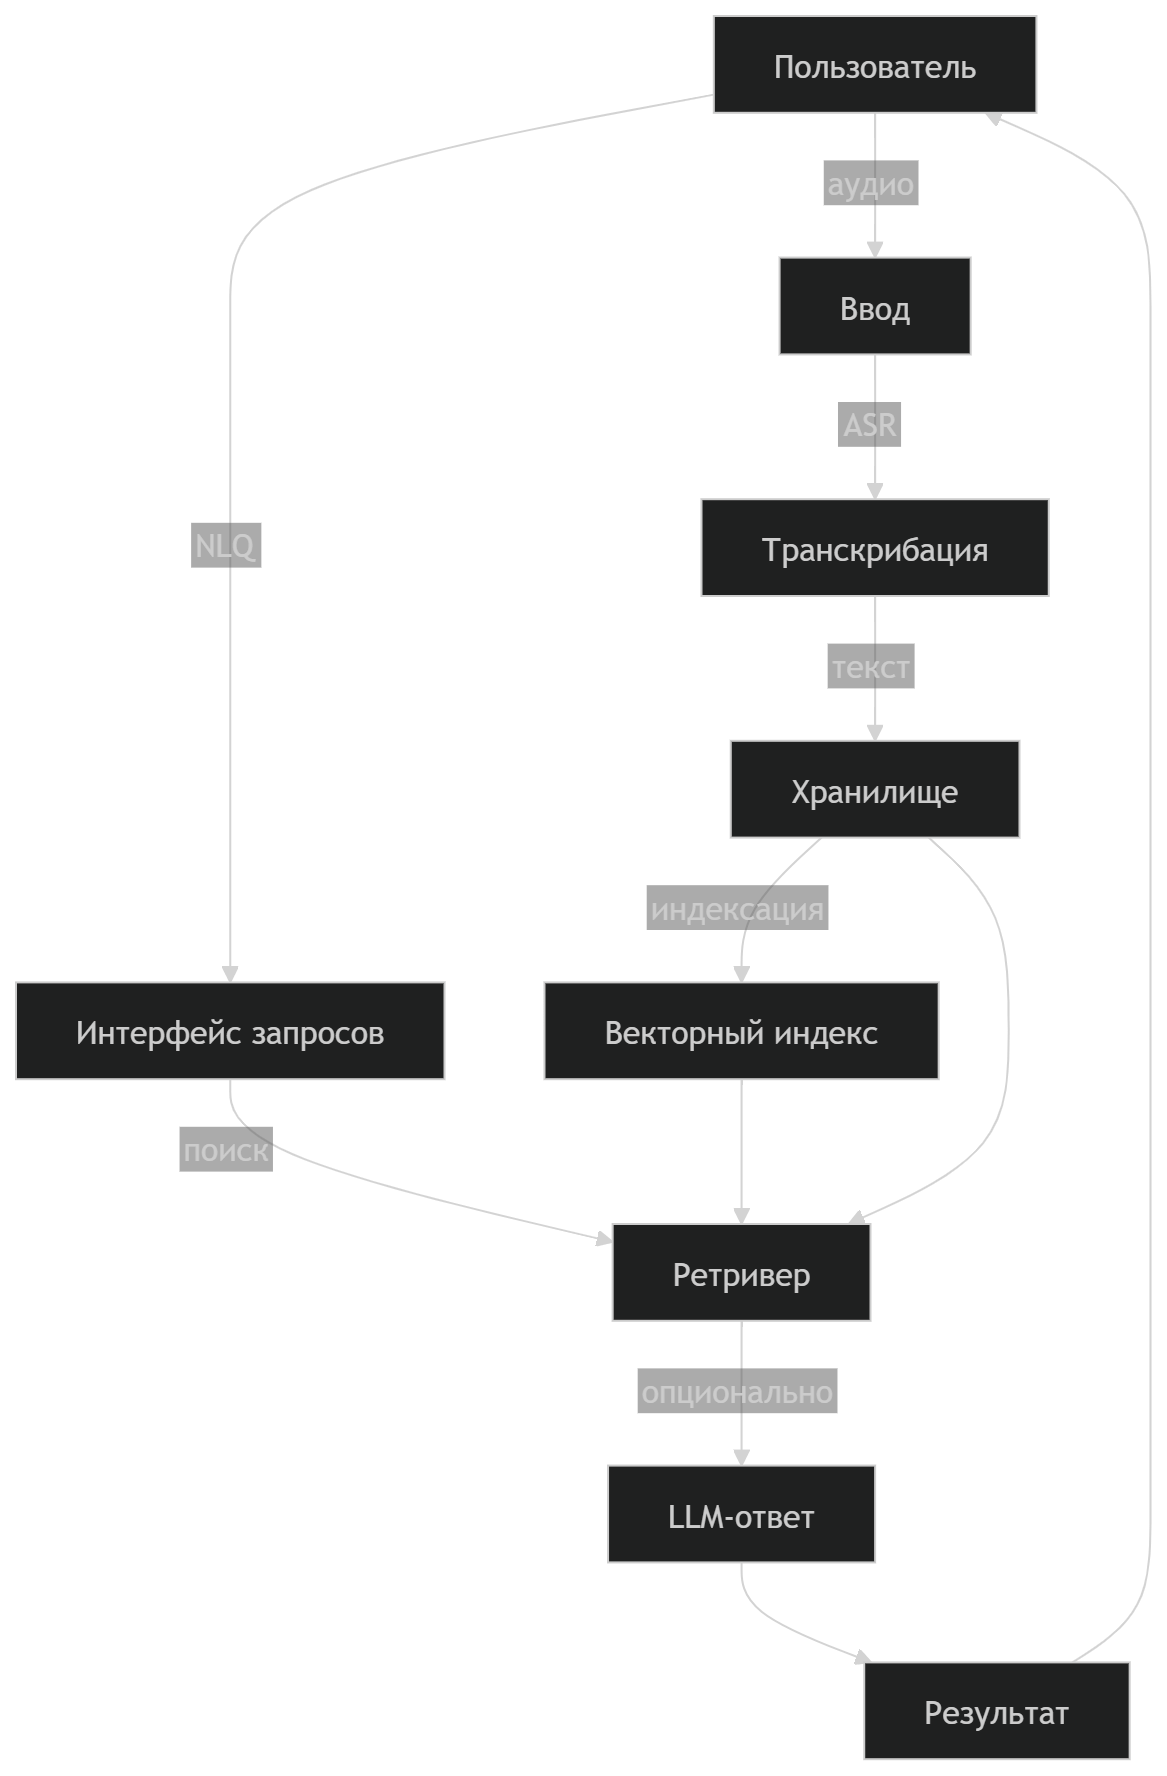 Пользователь
аудио
Ввод
ASR
Транскрибация
NLQ
текст
Хранилище
индексация
Интерфейс запросов
Векторный индекс
поиск
Ретривер
опционально
LLM-ответ
Результат